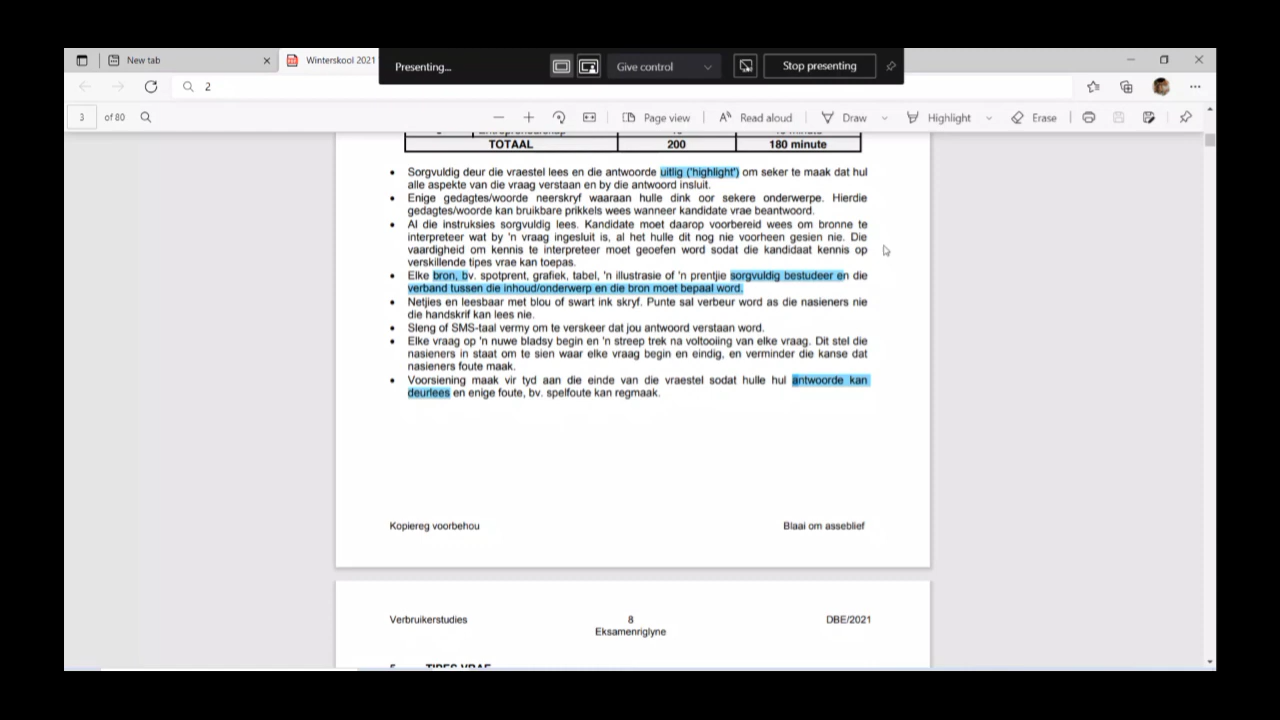 New tab
Winterskool 2021
Presenting...
Give control
Stop presenting
2
3 of 80
Page view
Read aloud
Draw
Highlight
Erase
TOTAAL 200 180 minute
• Sorgvuldig deur die vraestel lees en die antwoorde uitlig ('highlight') om seker te maak dat hul
alle aspekte van die vraag verstaan en by die antwoord insluit.
• Enige gedagtes/woorde neerskryf waaraan hulle dink oor sekere onderwerpe. Hierdie
gedagtes/woorde kan bruikbare prikkels wees wanneer kandidate vrae beantwoord.
• Al die instruksies sorgvuldig lees. Kandidate moet daarop voorbereid wees om bronne te
interpreteer wat by 'n vraag ingesluit is, al het hulle dit nog nie voorheen gesien nie. Die
vaardigheid om kennis te interpreteer moet geoefen word sodat die kandidaat kennis op
verskillende tipes vrae kan toepas.
• Elke bron, bv. spotprent, grafiek, tabel, 'n illustrasie of 'n prentjie sorgvuldig bestudeer en die
verband tussen die inhoud/onderwerp en die bron moet bepaal word.
• Netjies en leesbaar met blou of swart ink skryf. Punte sal verbeur word as die nasieners nie
die handskrif kan lees nie.
• Sleng of SMS-taal vermy om te verseker dat jou antwoord verstaan word.
• Elke vraag op 'n nuwe bladsy begin en 'n streep trek na voltooiing van elke vraag. Dit stel die
nasieners in staat om te sien waar elke vraag begin en eindig, en verminder die kanse dat
nasieners foute maak.
• Voorsiening maak vir tyd aan die einde van die vraestel sodat hulle hul antwoorde kan
deurlees en enige foute, bv. spelfoute kan regmaak.
Kopiereg voorbehou
Blaai om asseblief
Verbruikerstudies
8
DBE/2021
Eksamenriglyne